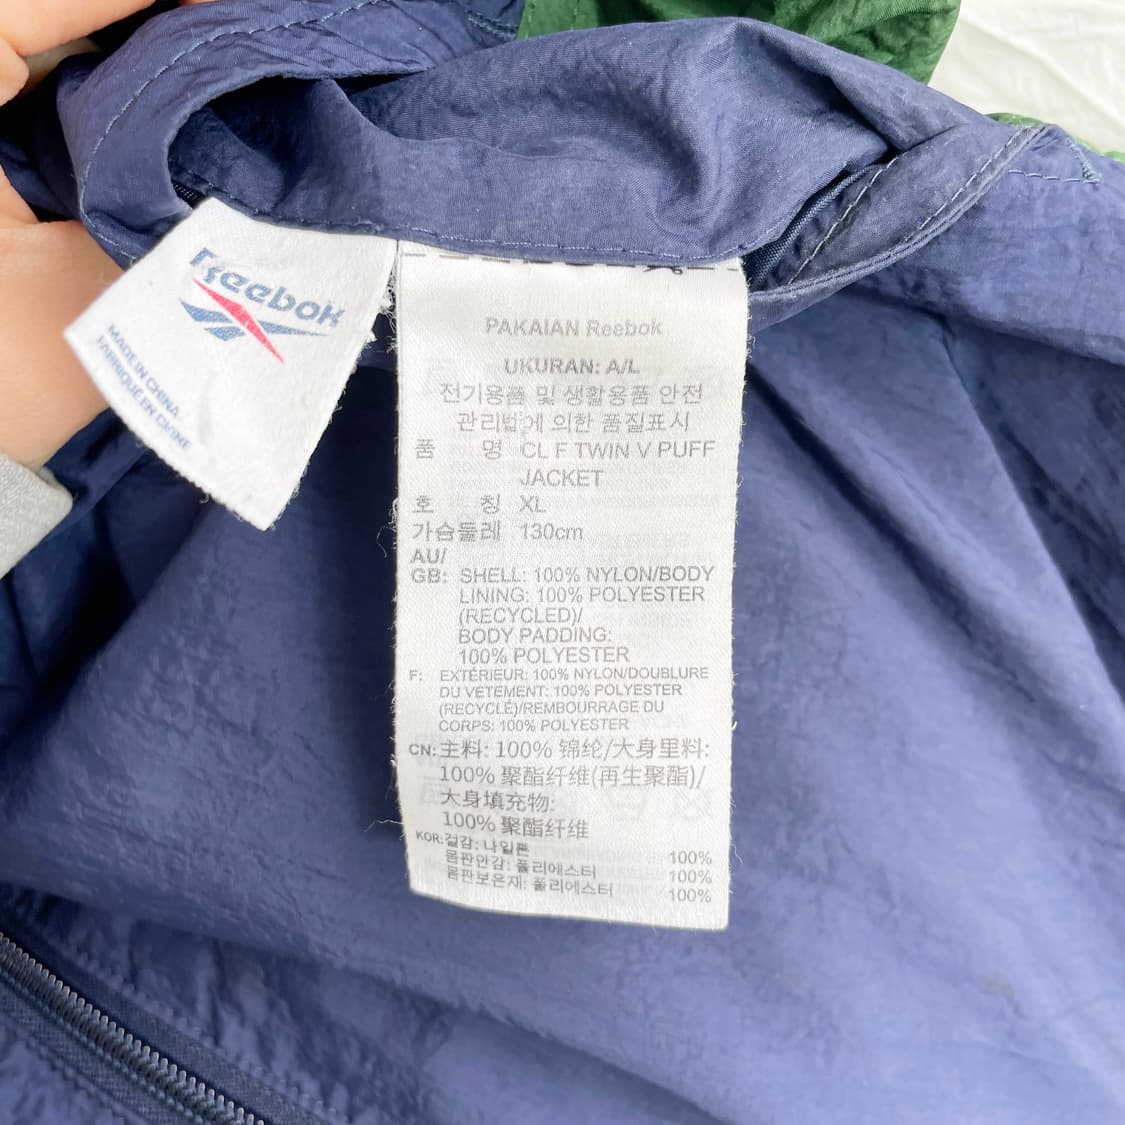 Reebok
MADE IN CHINA
FABRIQUE EN CHINE
PAKAIAN Reebok
UKURAN: A/L
전기용품 및 생활용품 안전
관리법에 의한 품질표시
품 명 CL F TWIN V PUFF
JACKET
호 칭 XL
가슴둘레 130cm
AU/
GB: SHELL: 100% NYLON/BODY
LINING: 100% POLYESTER
(RECYCLED)/
BODY PADDING:
100% POLYESTER
F: EXTÉRIEUR: 100% NYLON/DOUBLURE
DU VETEMENT: 100% POLYESTER
(RECYCLÉ)/REMBOURRAGE DU
CORPS: 100% POLYESTER
CN: 主料: 100% 锦纶/大身里料:
100% 聚酯纤维(再生聚酯)/
大身填充物:
100% 聚酯纤维
KOR: 겉감: 나일론 100%
몸판안감: 폴리에스터 100%
몸판보온재: 폴리에스터 100%